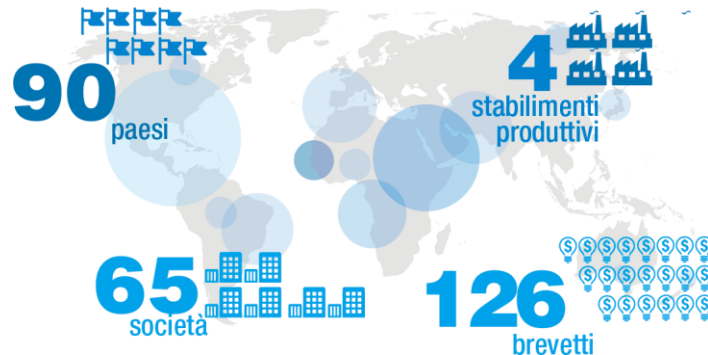 90
paesi
4
stabilimenti
produttivi
65
società
126
brevetti